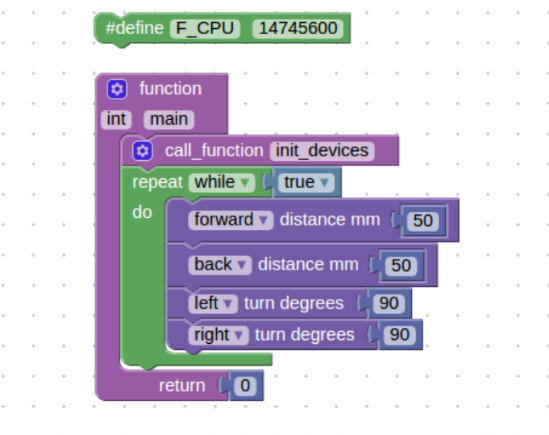 #define F_CPU 14745600
function
int main
call_function init_devices
repeat while true
do
forward distance mm 50
back distance mm 50
left turn degrees 90
right turn degrees 90
return 0